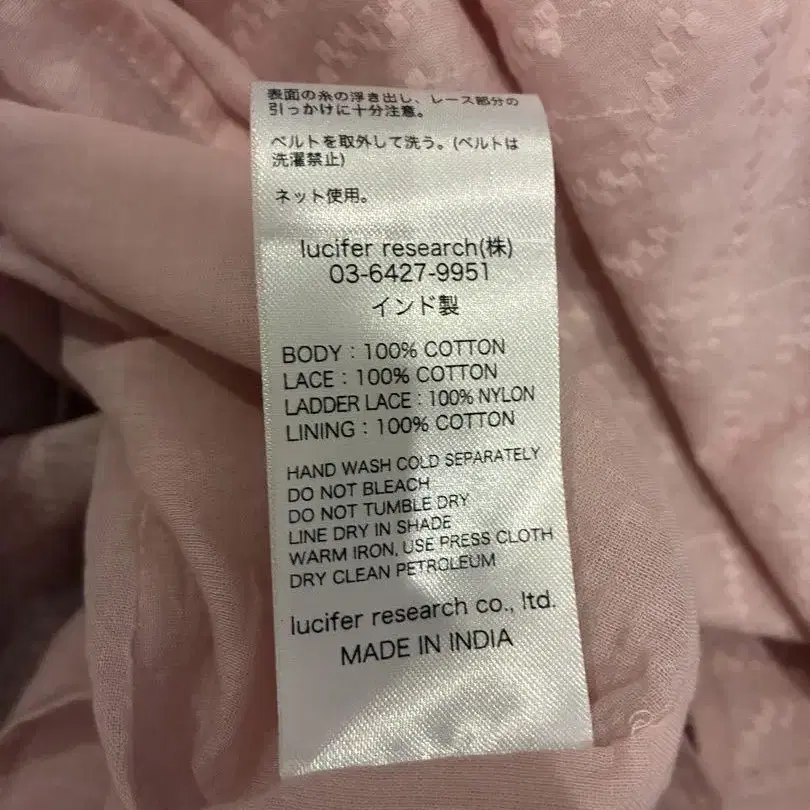 表面の糸の浮き出し、レース部分の
引っかけに十分注意。
ベルトを取外して洗う。(ベルトは
洗濯禁止)
ネット使用。
lucifer research(株)
03-6427-9951
インド製
BODY : 100% COTTON
LACE : 100% COTTON
LADDER LACE : 100% NYLON
LINING : 100% COTTON
HAND WASH COLD SEPARATELY
DO NOT BLEACH
DO NOT TUMBLE DRY
LINE DRY IN SHADE
WARM IRON, USE PRESS CLOTH
DRY CLEAN PETROLEUM
lucifer research co., ltd.
MADE IN INDIA